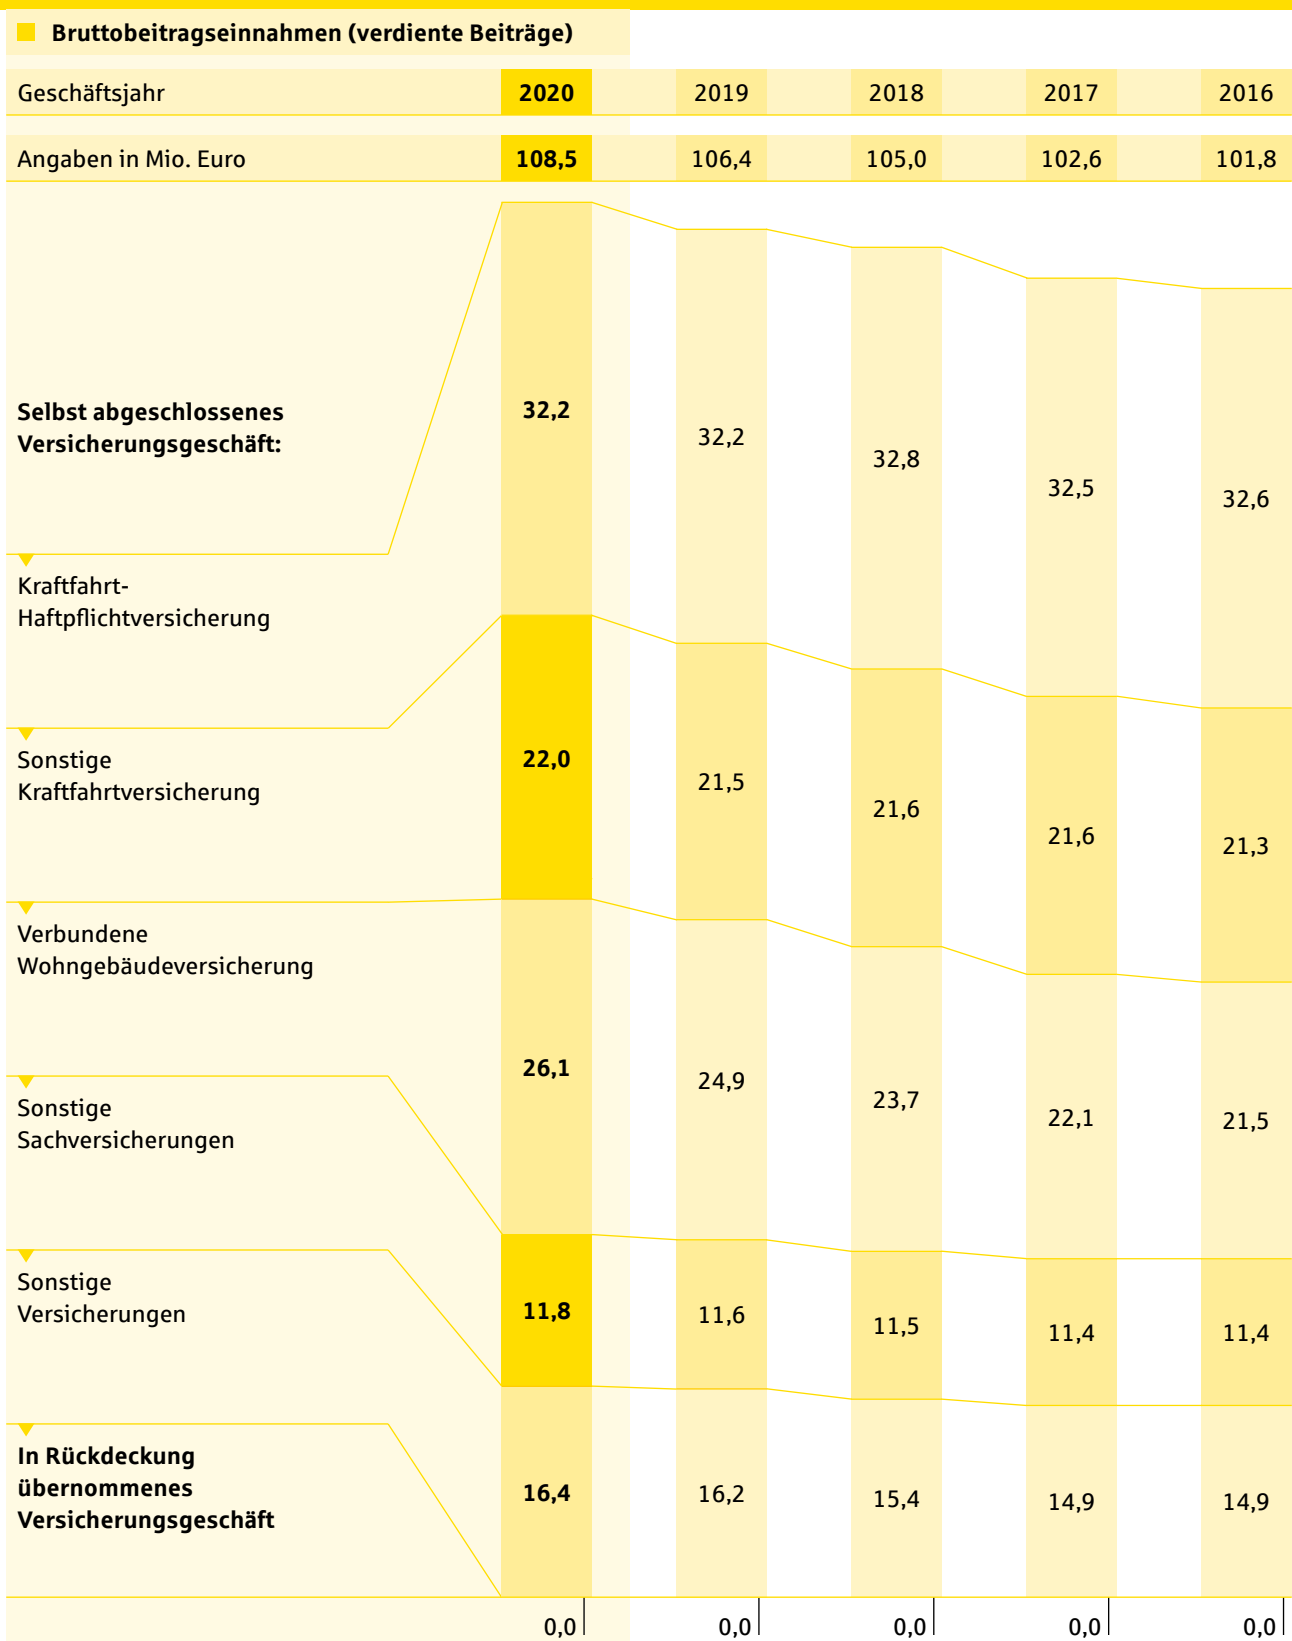 Bruttobeitragseinnahmen (verdiente Beiträge)
Geschäftsjahr 2020 2019 2018 2017 2016
Angaben in Mio. Euro 108,5 106,4 105,0 102,6 101,8
Selbst abgeschlossenes
Versicherungsgeschäft:
32,2 32,2 32,8 32,5 32,6
Kraftfahrt-
Haftpflichtversicherung
Sonstige
Kraftfahrtversicherung
22,0 21,5 21,6 21,6 21,3
Verbundene
Wohngebäudeversicherung
26,1 24,9 23,7 22,1 21,5
Sonstige
Sachversicherungen
Sonstige
Versicherungen
11,8 11,6 11,5 11,4 11,4
In Rückdeckung
übernommenes
Versicherungsgeschäft
16,4 16,2 15,4 14,9 14,9
0,0 0,0 0,0 0,0 0,0